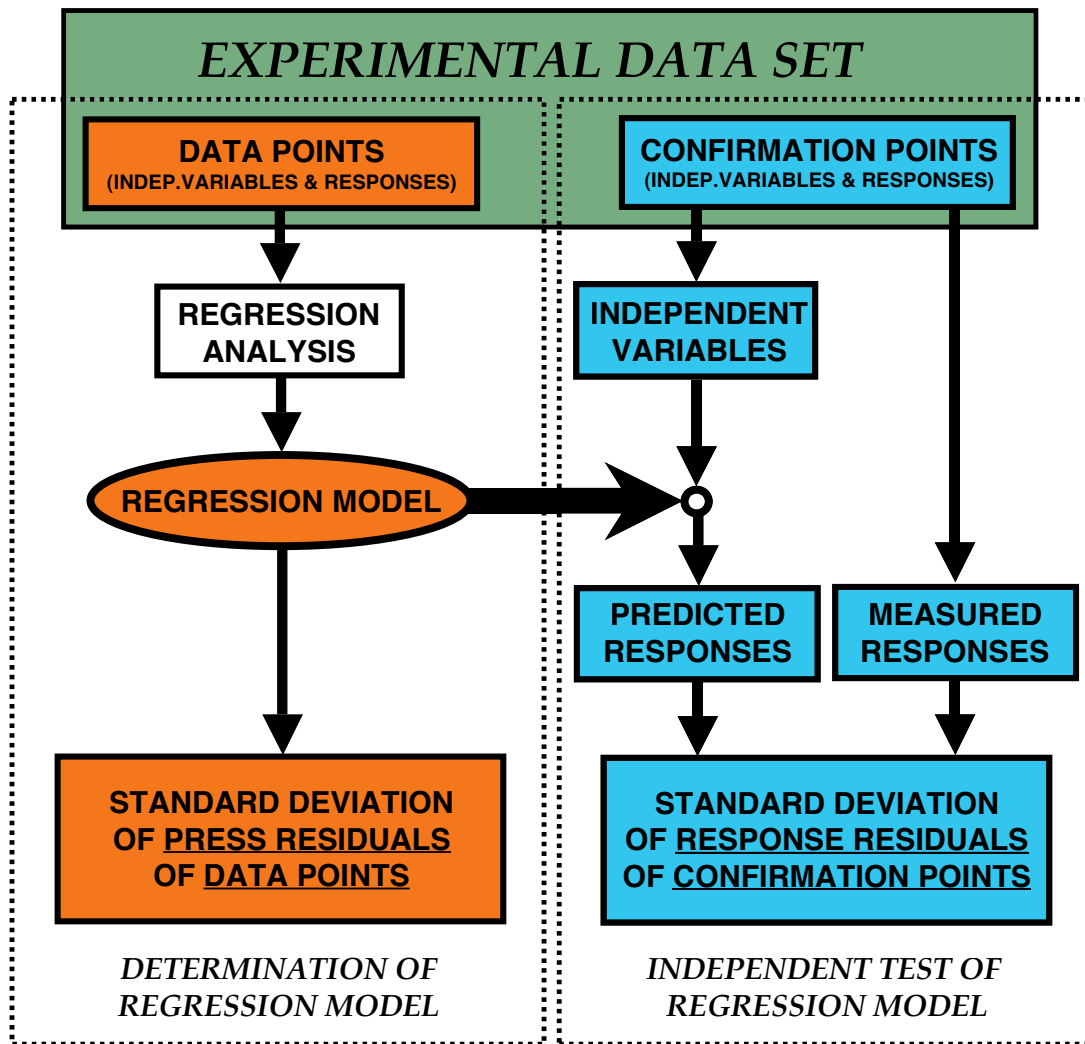 EXPERIMENTAL DATA SET
DATA POINTS
(INDEP.VARIABLES & RESPONSES)
REGRESSION
ANALYSIS
REGRESSION MODEL
STANDARD DEVIATION
OF PRESS RESIDUALS
OF DATA POINTS
DETERMINATION OF
REGRESSION MODEL
CONFIRMATION POINTS
(INDEP.VARIABLES & RESPONSES)
INDEPENDENT
VARIABLES
PREDICTED
RESPONSES
MEASURED
RESPONSES
STANDARD DEVIATION
OF RESPONSE RESIDUALS
OF CONFIRMATION POINTS
INDEPENDENT TEST OF
REGRESSION MODEL